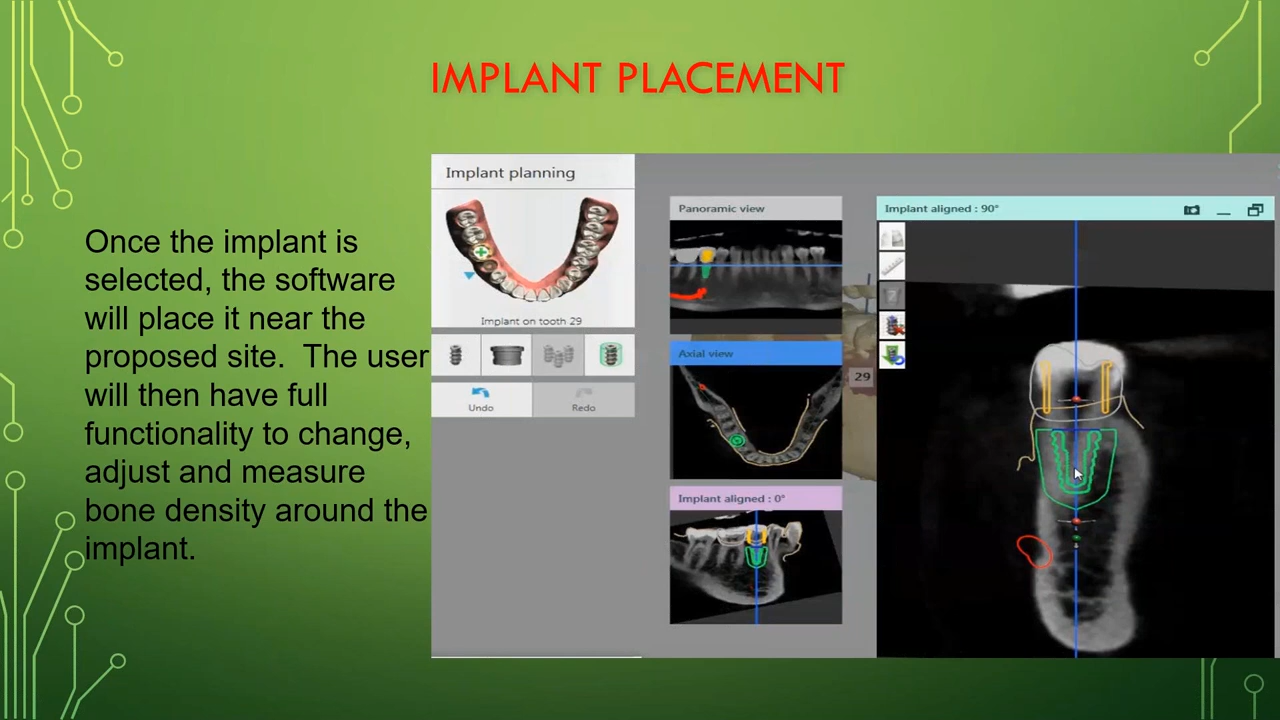 IMPLANT PLACEMENT
Once the implant is
selected, the software
will place it near the
proposed site.  The user
will then have full
functionality to change,
adjust and measure
bone density around the
implant.
Implant planning
Implant on tooth 29
Undo
Redo
Panoramic view
Axial view
Implant aligned : 0°
29
Implant aligned : 90°